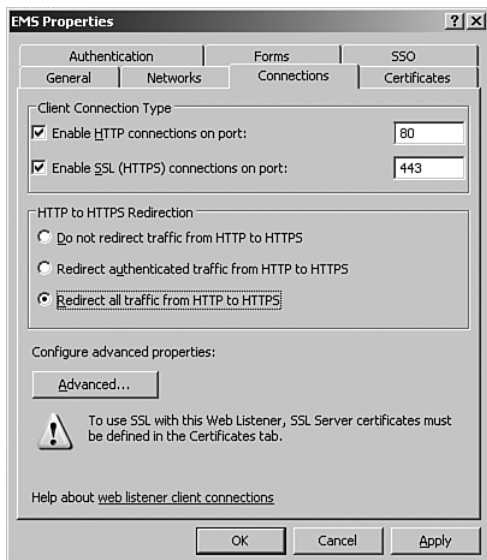 EMS Properties
Authentication Forms SSO
General Networks Connections Certificates
Client Connection Type
Enable HTTP connections on port: 80
Enable SSL (HTTPS) connections on port: 443
HTTP to HTTPS Redirection
Do not redirect traffic from HTTP to HTTPS
Redirect authenticated traffic from HTTP to HTTPS
Redirect all traffic from HTTP to HTTPS
Configure advanced properties:
Advanced...
To use SSL with this Web Listener, SSL Server certificates must
be defined in the Certificates tab.
Help about web listener client connections
OK Cancel Apply